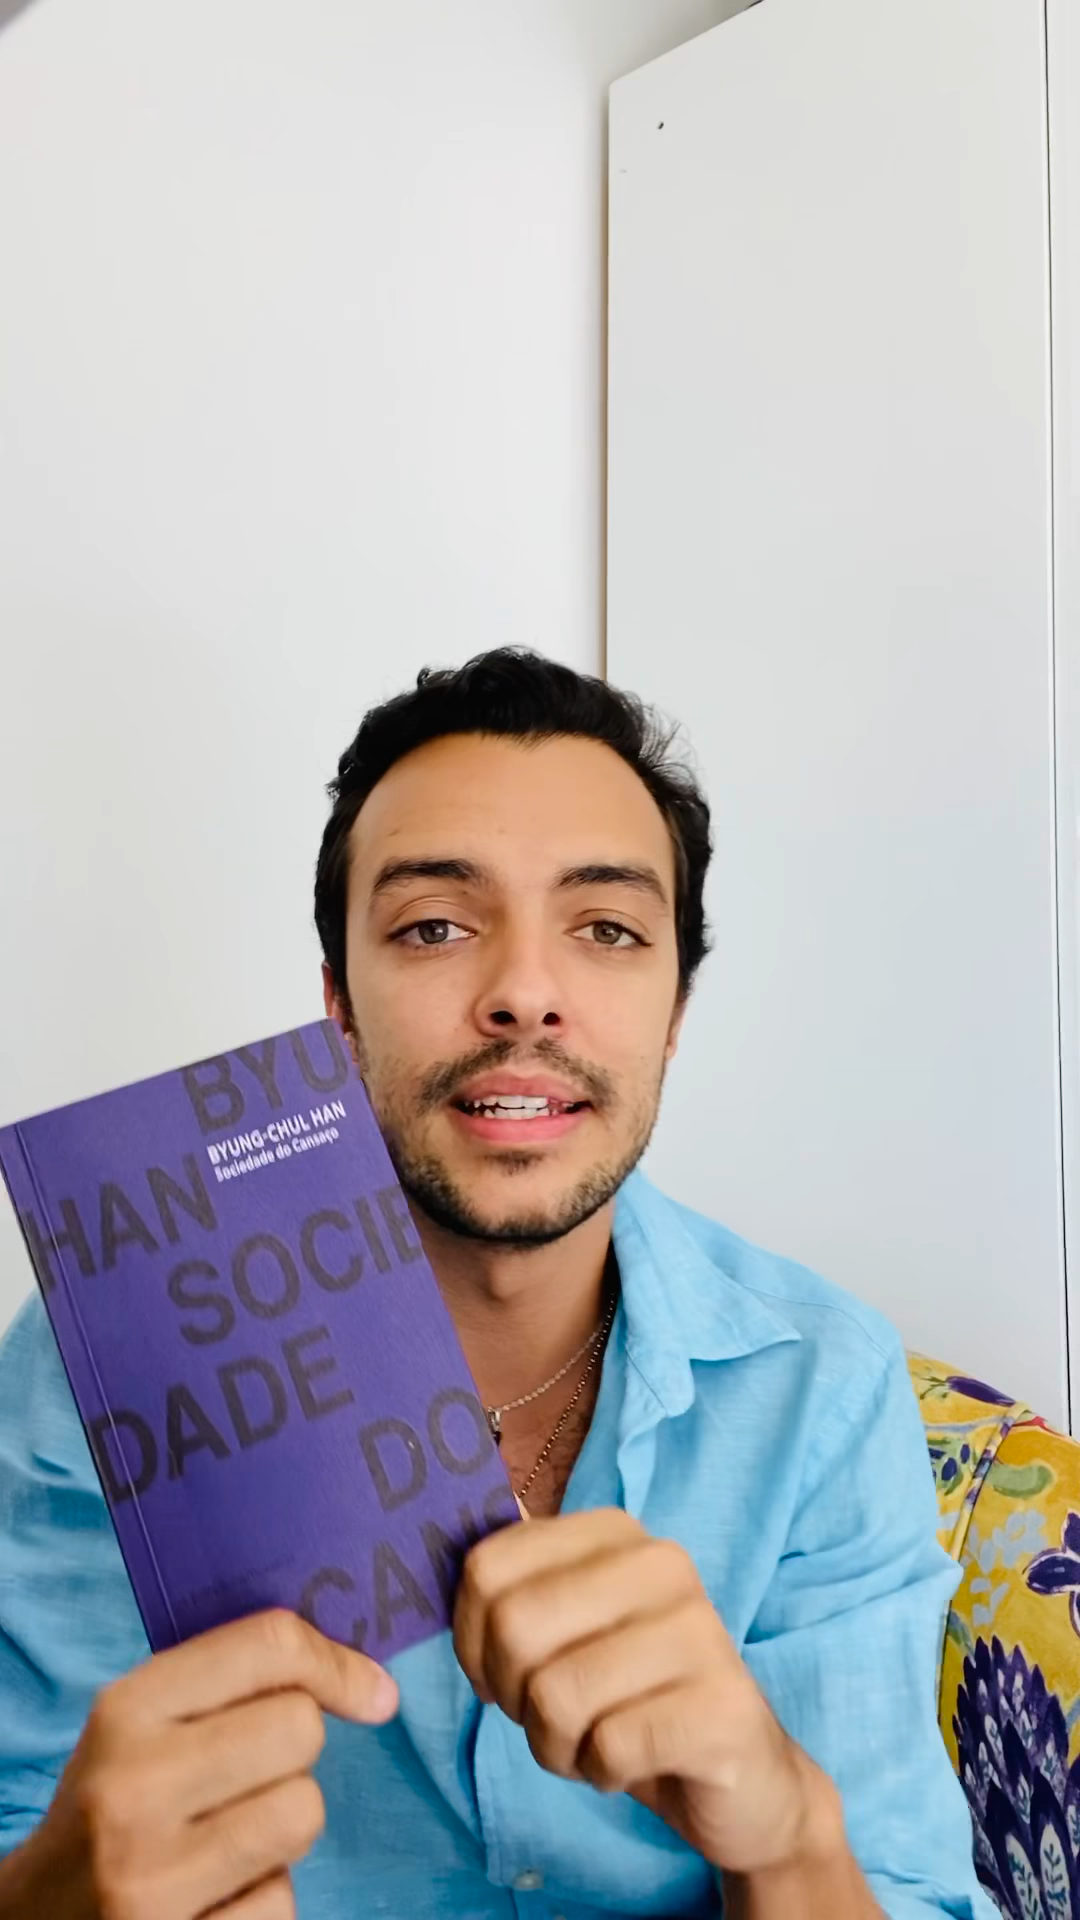 BYU
BYUNG-CHUL HAN
Sociedade do Cansaço
HAN
SOCIE
DADE
DO
CANS